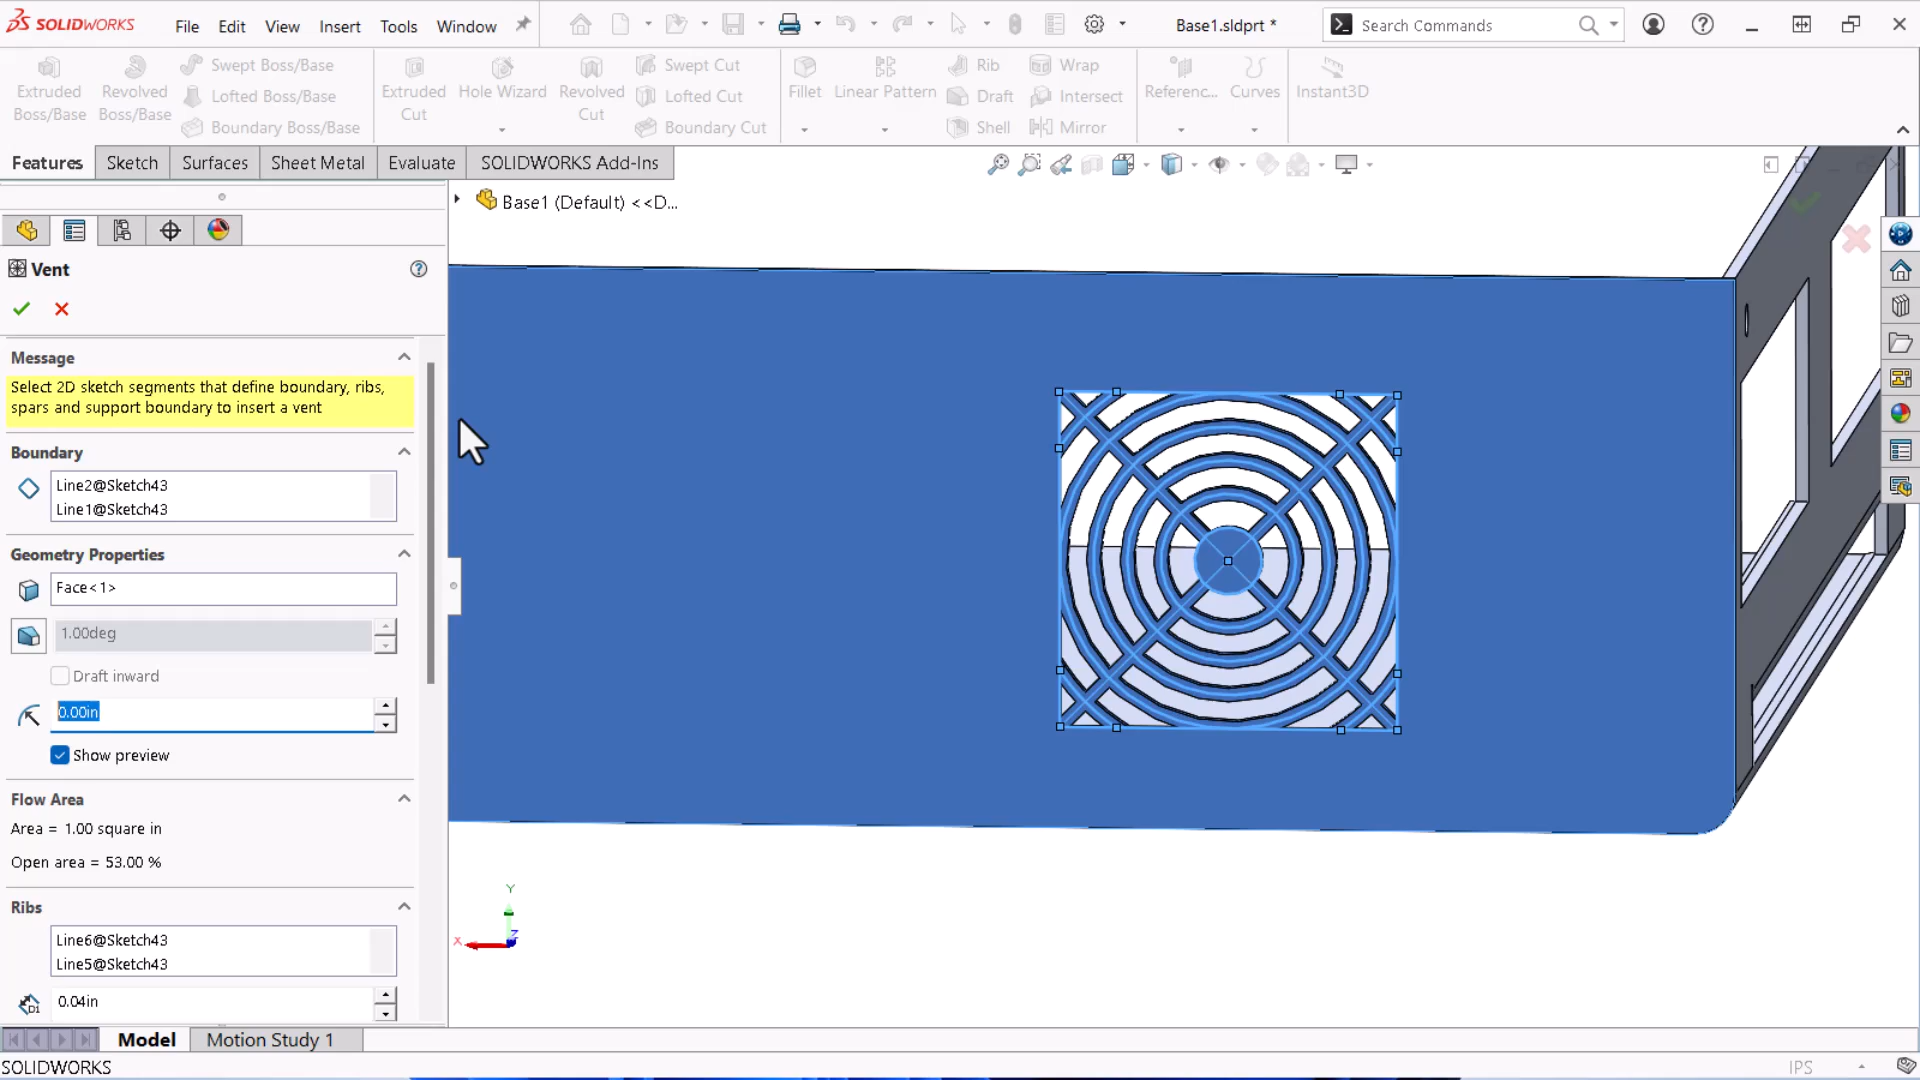 SOLIDWORKS File Edit View Insert Tools Window Base1.sldprt * Search Commands
Extruded Boss/Base
Revolved Boss/Base
Swept Boss/Base
Lofted Boss/Base
Boundary Boss/Base
Extruded Cut
Hole Wizard
Revolved Cut
Swept Cut
Lofted Cut
Boundary Cut
Fillet
Linear Pattern
Rib
Draft
Shell
Wrap
Intersect
Mirror
Referenc...
Curves
Instant3D
Features Sketch Surfaces Sheet Metal Evaluate SOLIDWORKS Add-Ins
Base1 (Default) <<D...
Vent
Message
Select 2D sketch segments that define boundary, ribs,
spars and support boundary to insert a vent
Boundary
Line2@Sketch43
Line1@Sketch43
Geometry Properties
Face<1>
1.00deg
Draft inward
0.00in
Show preview
Flow Area
Area = 1.00 square in
Open area = 53.00 %
Ribs
Line6@Sketch43
Line5@Sketch43
D1
0.04in
Y
X
Z
Model Motion Study 1
SOLIDWORKS IPS